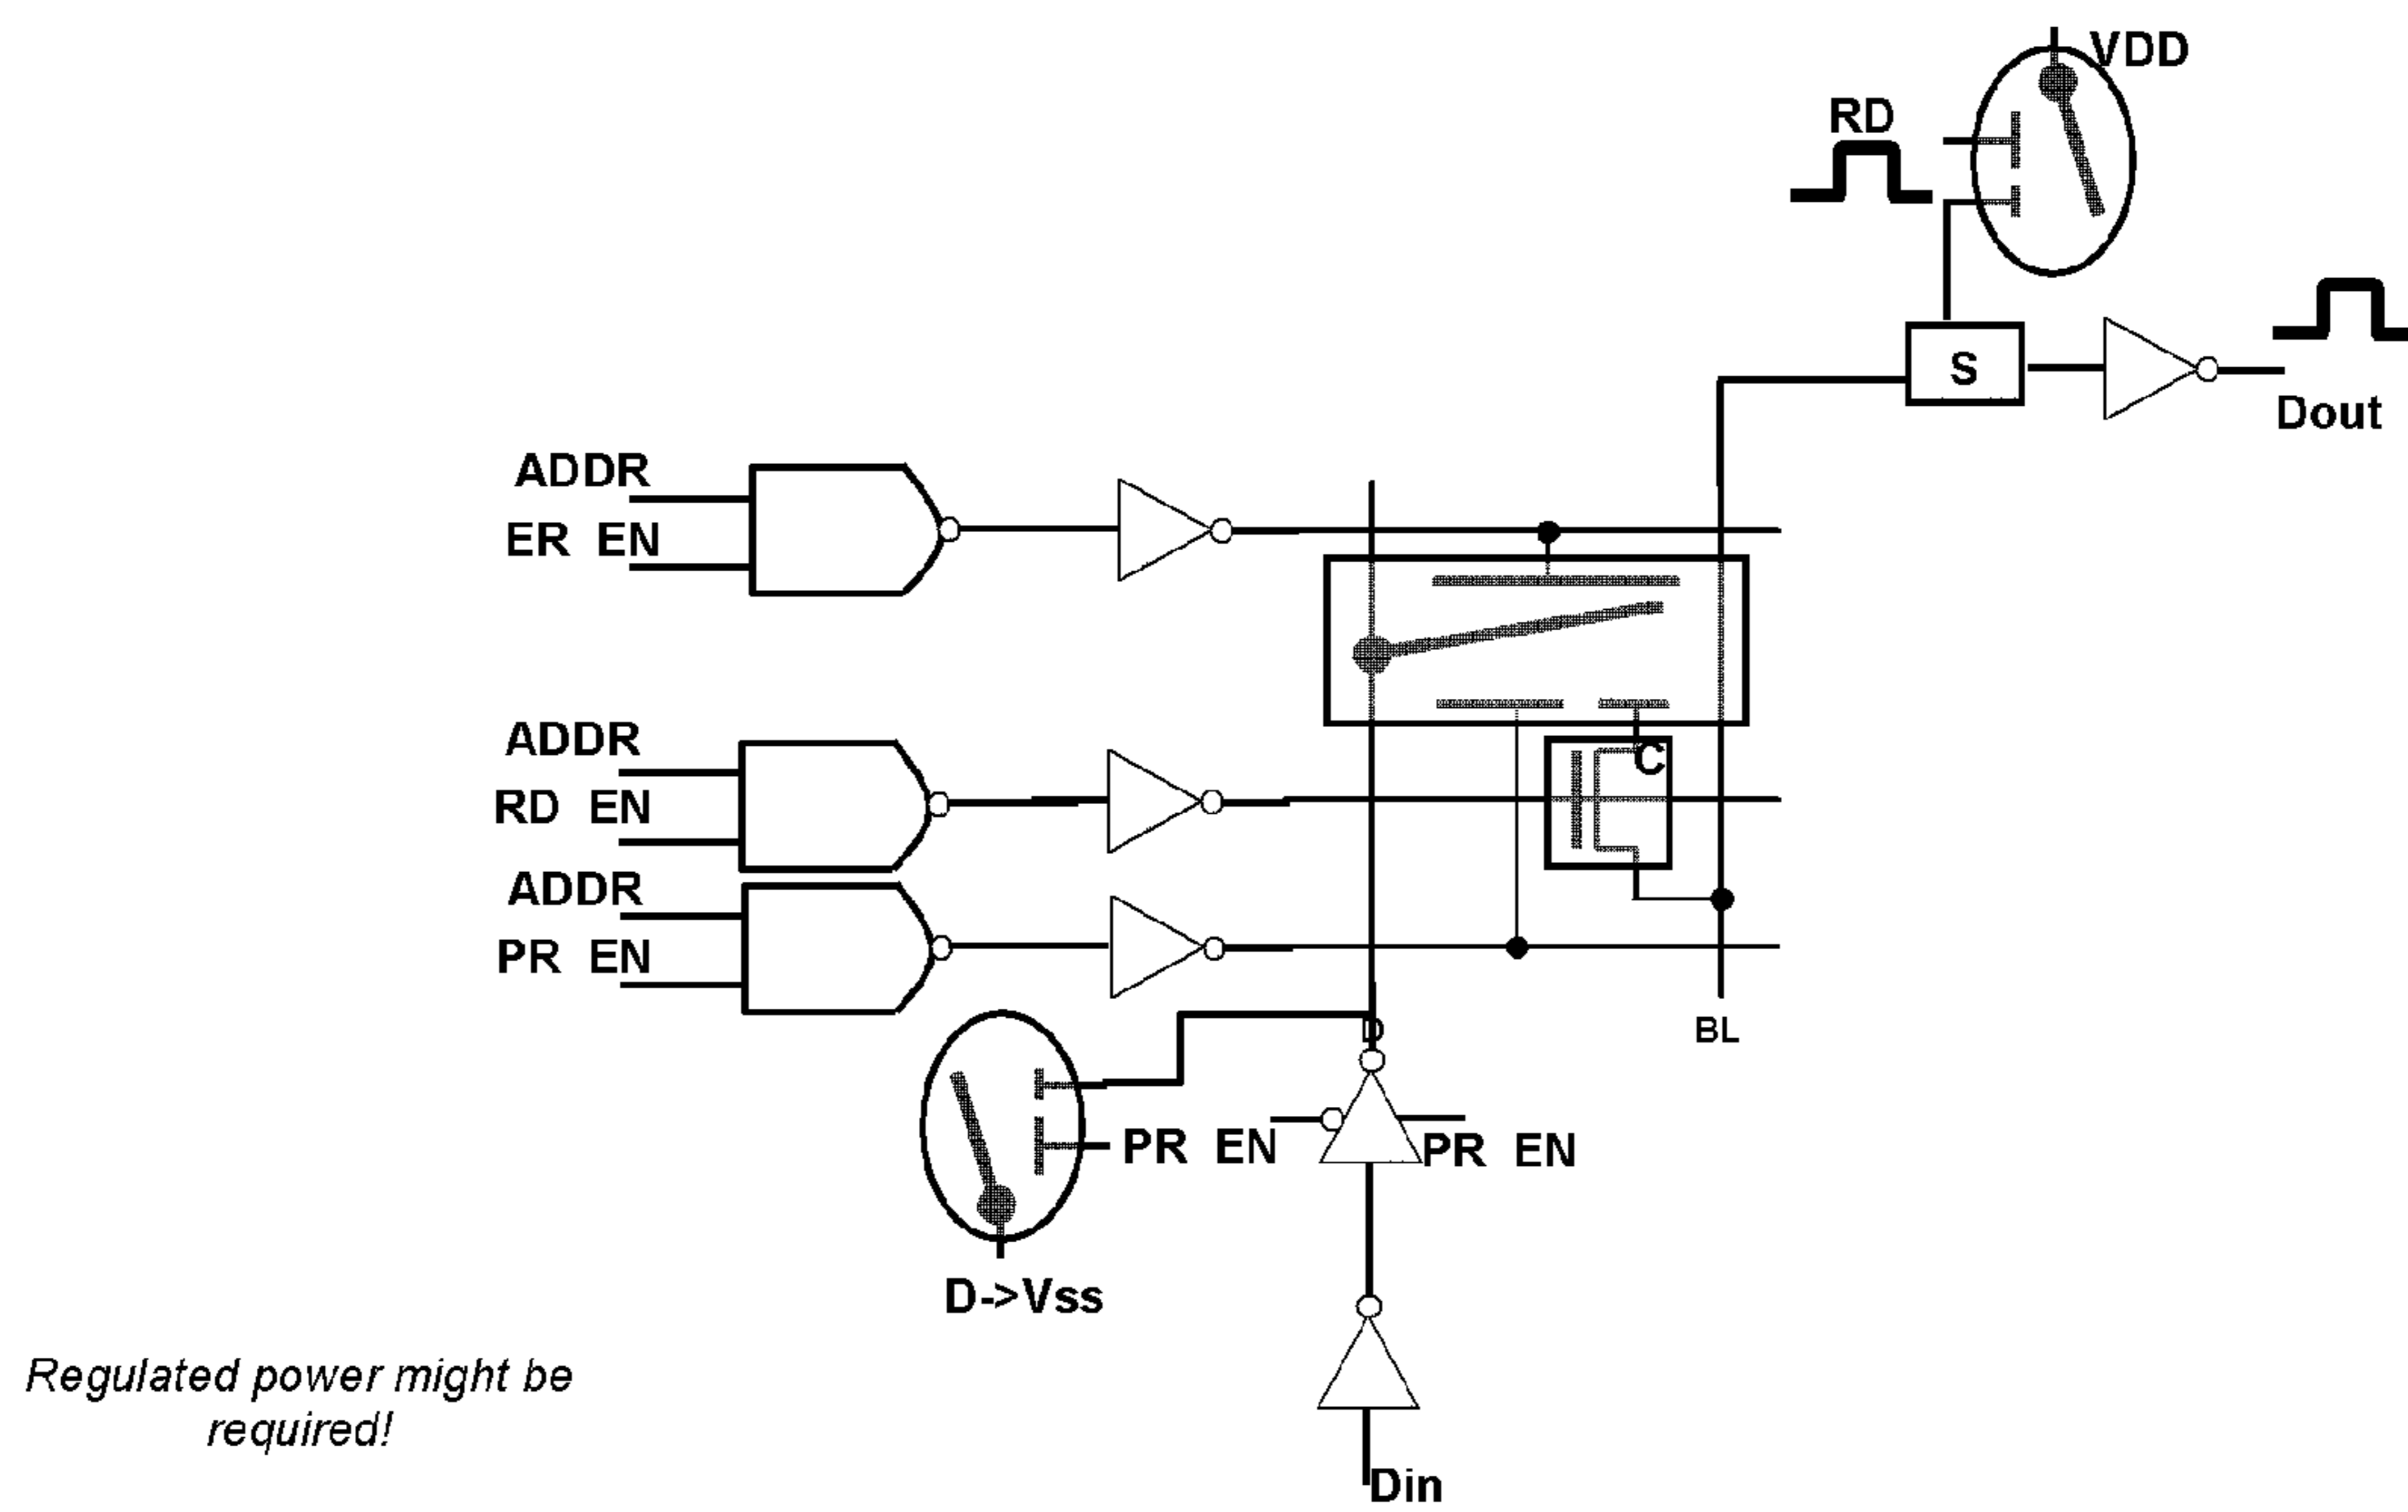 VDD
RD
S
Dout
ADDR
ER EN
ADDR
RD EN
C
ADDR
PR EN
D
BL
PR EN
PR EN
D->Vss
Regulated power might be
required!
Din